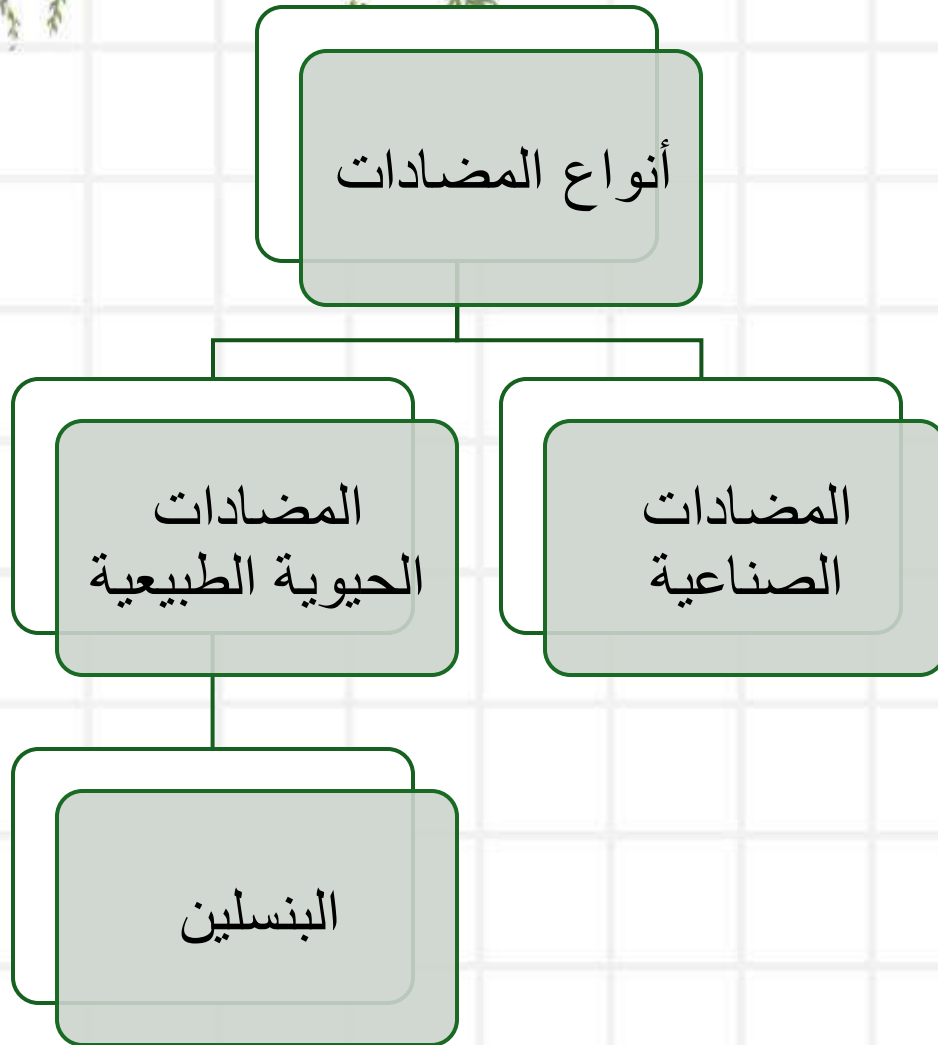 أنواع المضادات
المضادات
الصناعية
المضادات
الحيوية الطبيعية
البنسلين